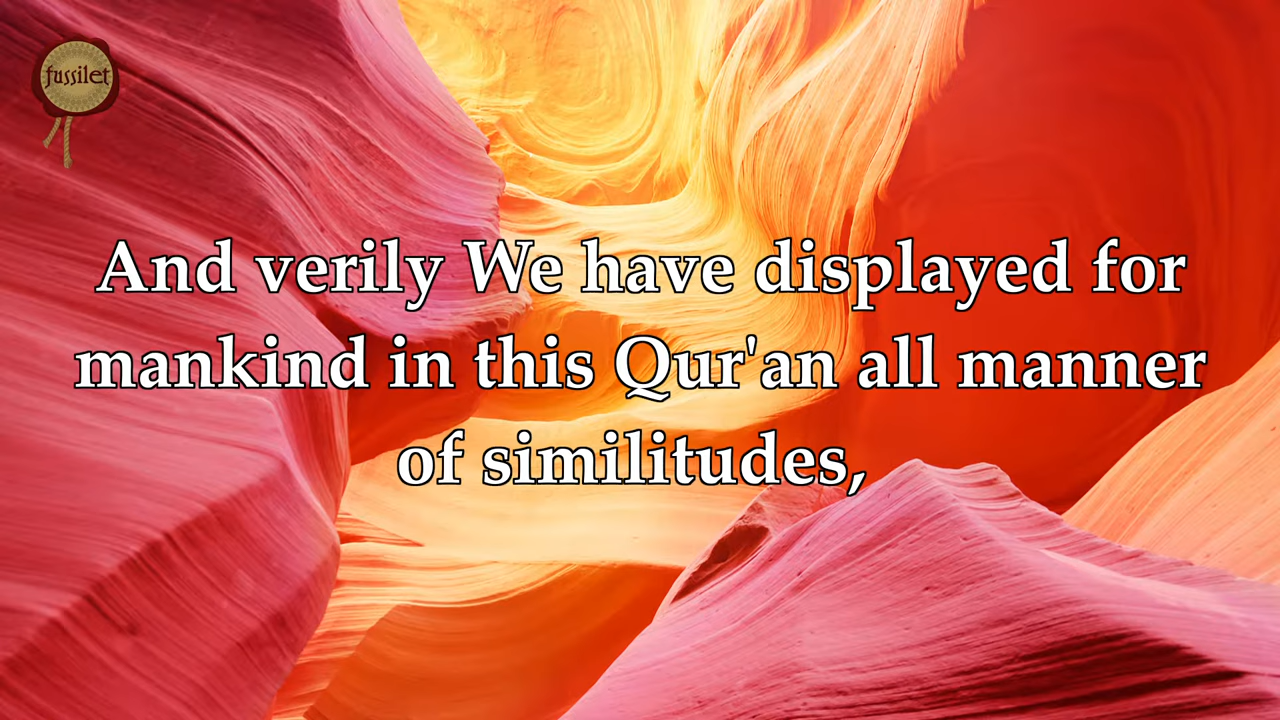 fussilet
And verily We have displayed for
mankind in this Qur'an all manner
of similitudes,